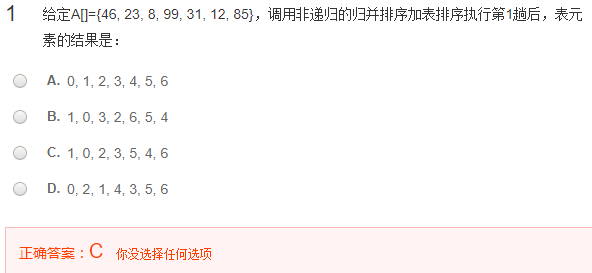 1 给定A[]={46, 23, 8, 99, 31, 12, 85}，调用非递归的归并排序加表排序执行第1趟后，表元
素的结果是：
A. 0, 1, 2, 3, 4, 5, 6
B. 1, 0, 3, 2, 6, 5, 4
C. 1, 0, 2, 3, 5, 4, 6
D. 0, 2, 1, 4, 3, 5, 6
正确答案：C 你没选择任何选项